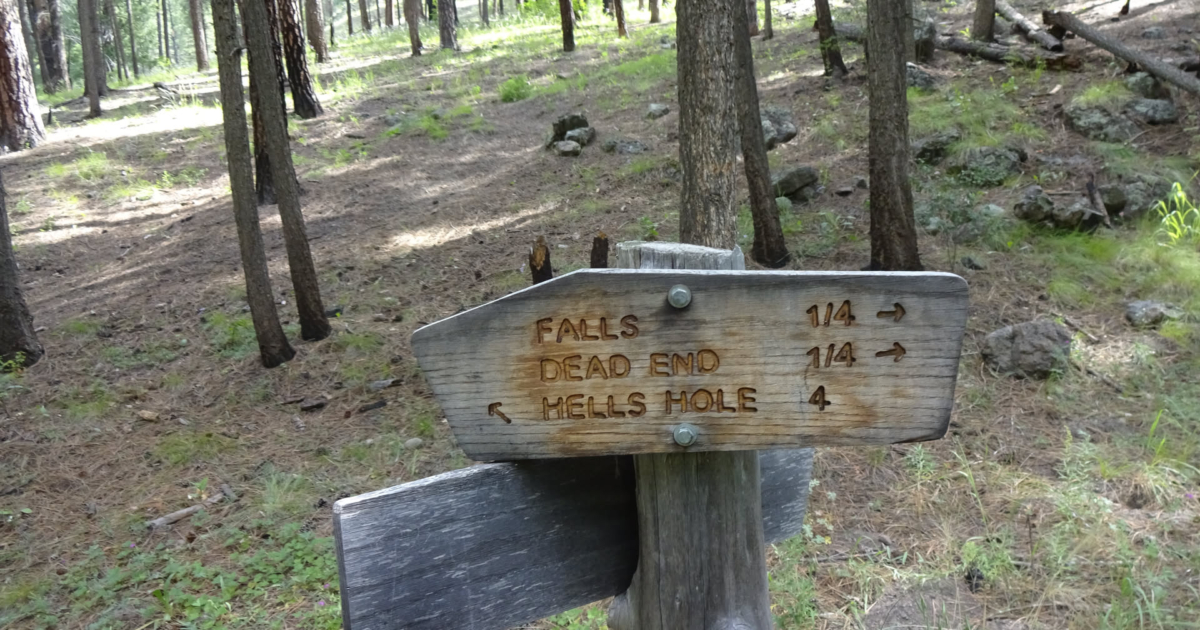 FALLS 1/4 →
DEAD END 1/4 →
↖ HELLS HOLE 4